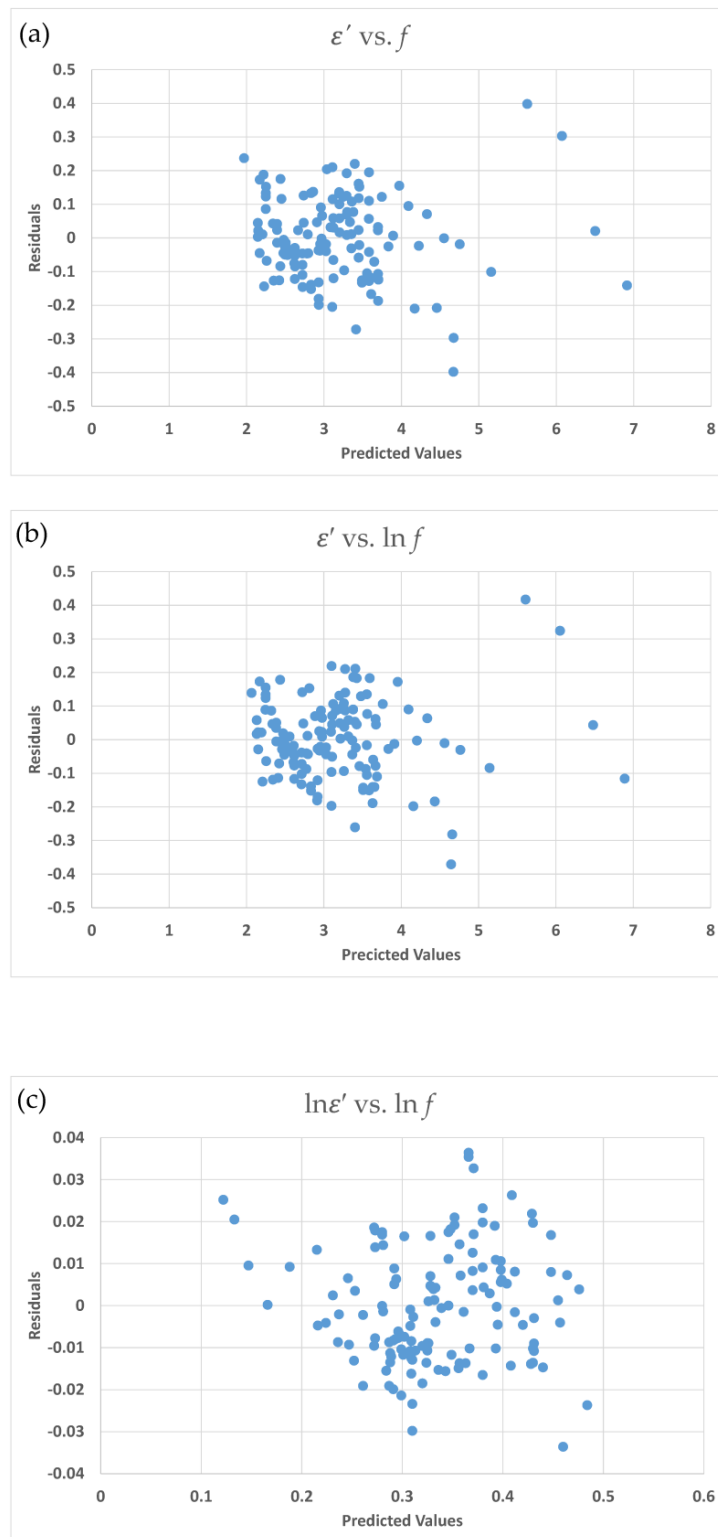 (a)
ε′ vs. f
0.5
0.4
0.3
0.2
0.1
0
-0.1
-0.2
-0.3
-0.4
-0.5
Residuals
0 1 2 3 4 5 6 7 8
Predicted Values
(b)
ε′ vs. ln f
0.5
0.4
0.3
0.2
0.1
0
-0.1
-0.2
-0.3
-0.4
-0.5
Residuals
0 1 2 3 4 5 6 7 8
Precicted Values
(c)
lnε′ vs. ln f
0.04
0.03
0.02
0.01
0
-0.01
-0.02
-0.03
-0.04
Residuals
0 0.1 0.2 0.3 0.4 0.5 0.6
Predicted Values